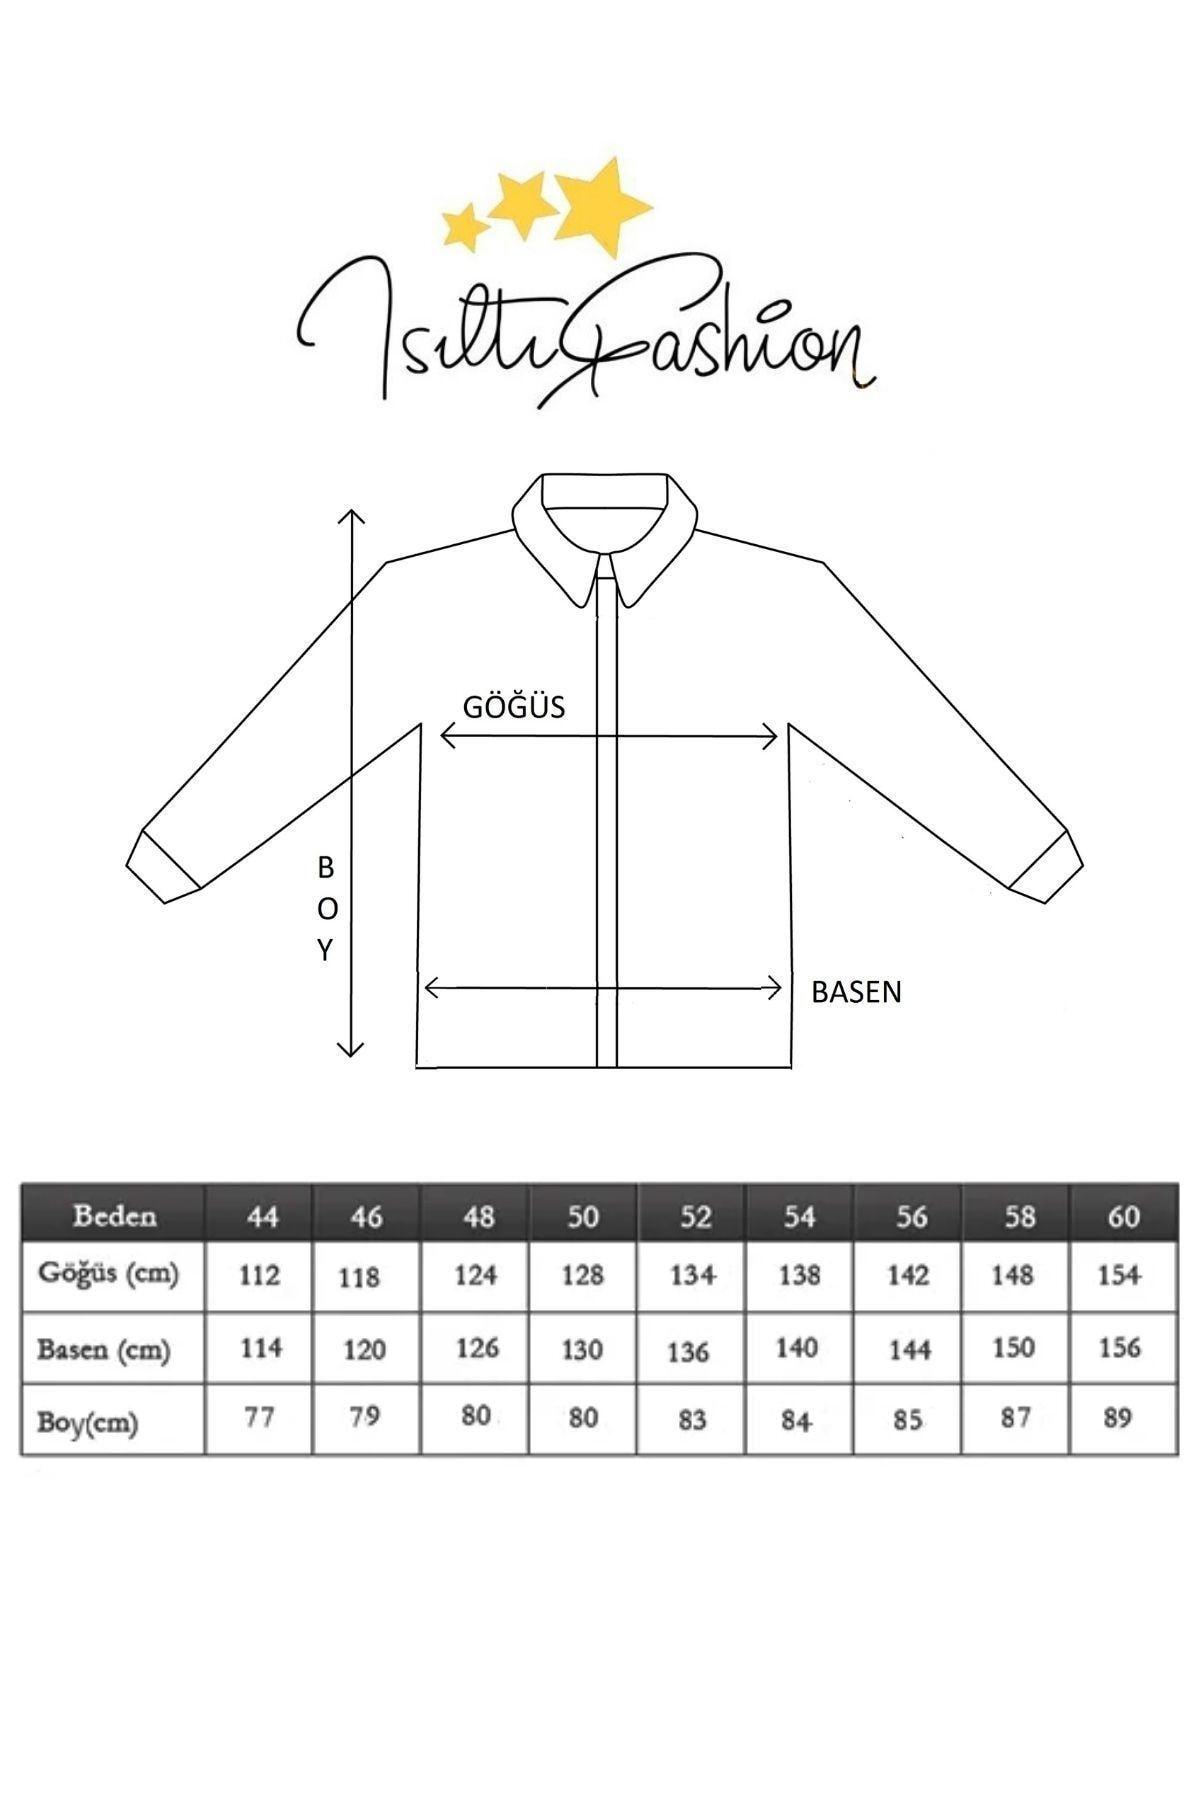 Işıltı Fashion
GÖĞÜS
B
O
Y
BASEN
Beden 44 46 48 50 52 54 56 58 60
Göğüs (cm) 112 118 124 128 134 138 142 148 154
Basen (cm) 114 120 126 130 136 140 144 150 156
Boy(cm) 77 79 80 80 83 84 85 87 89